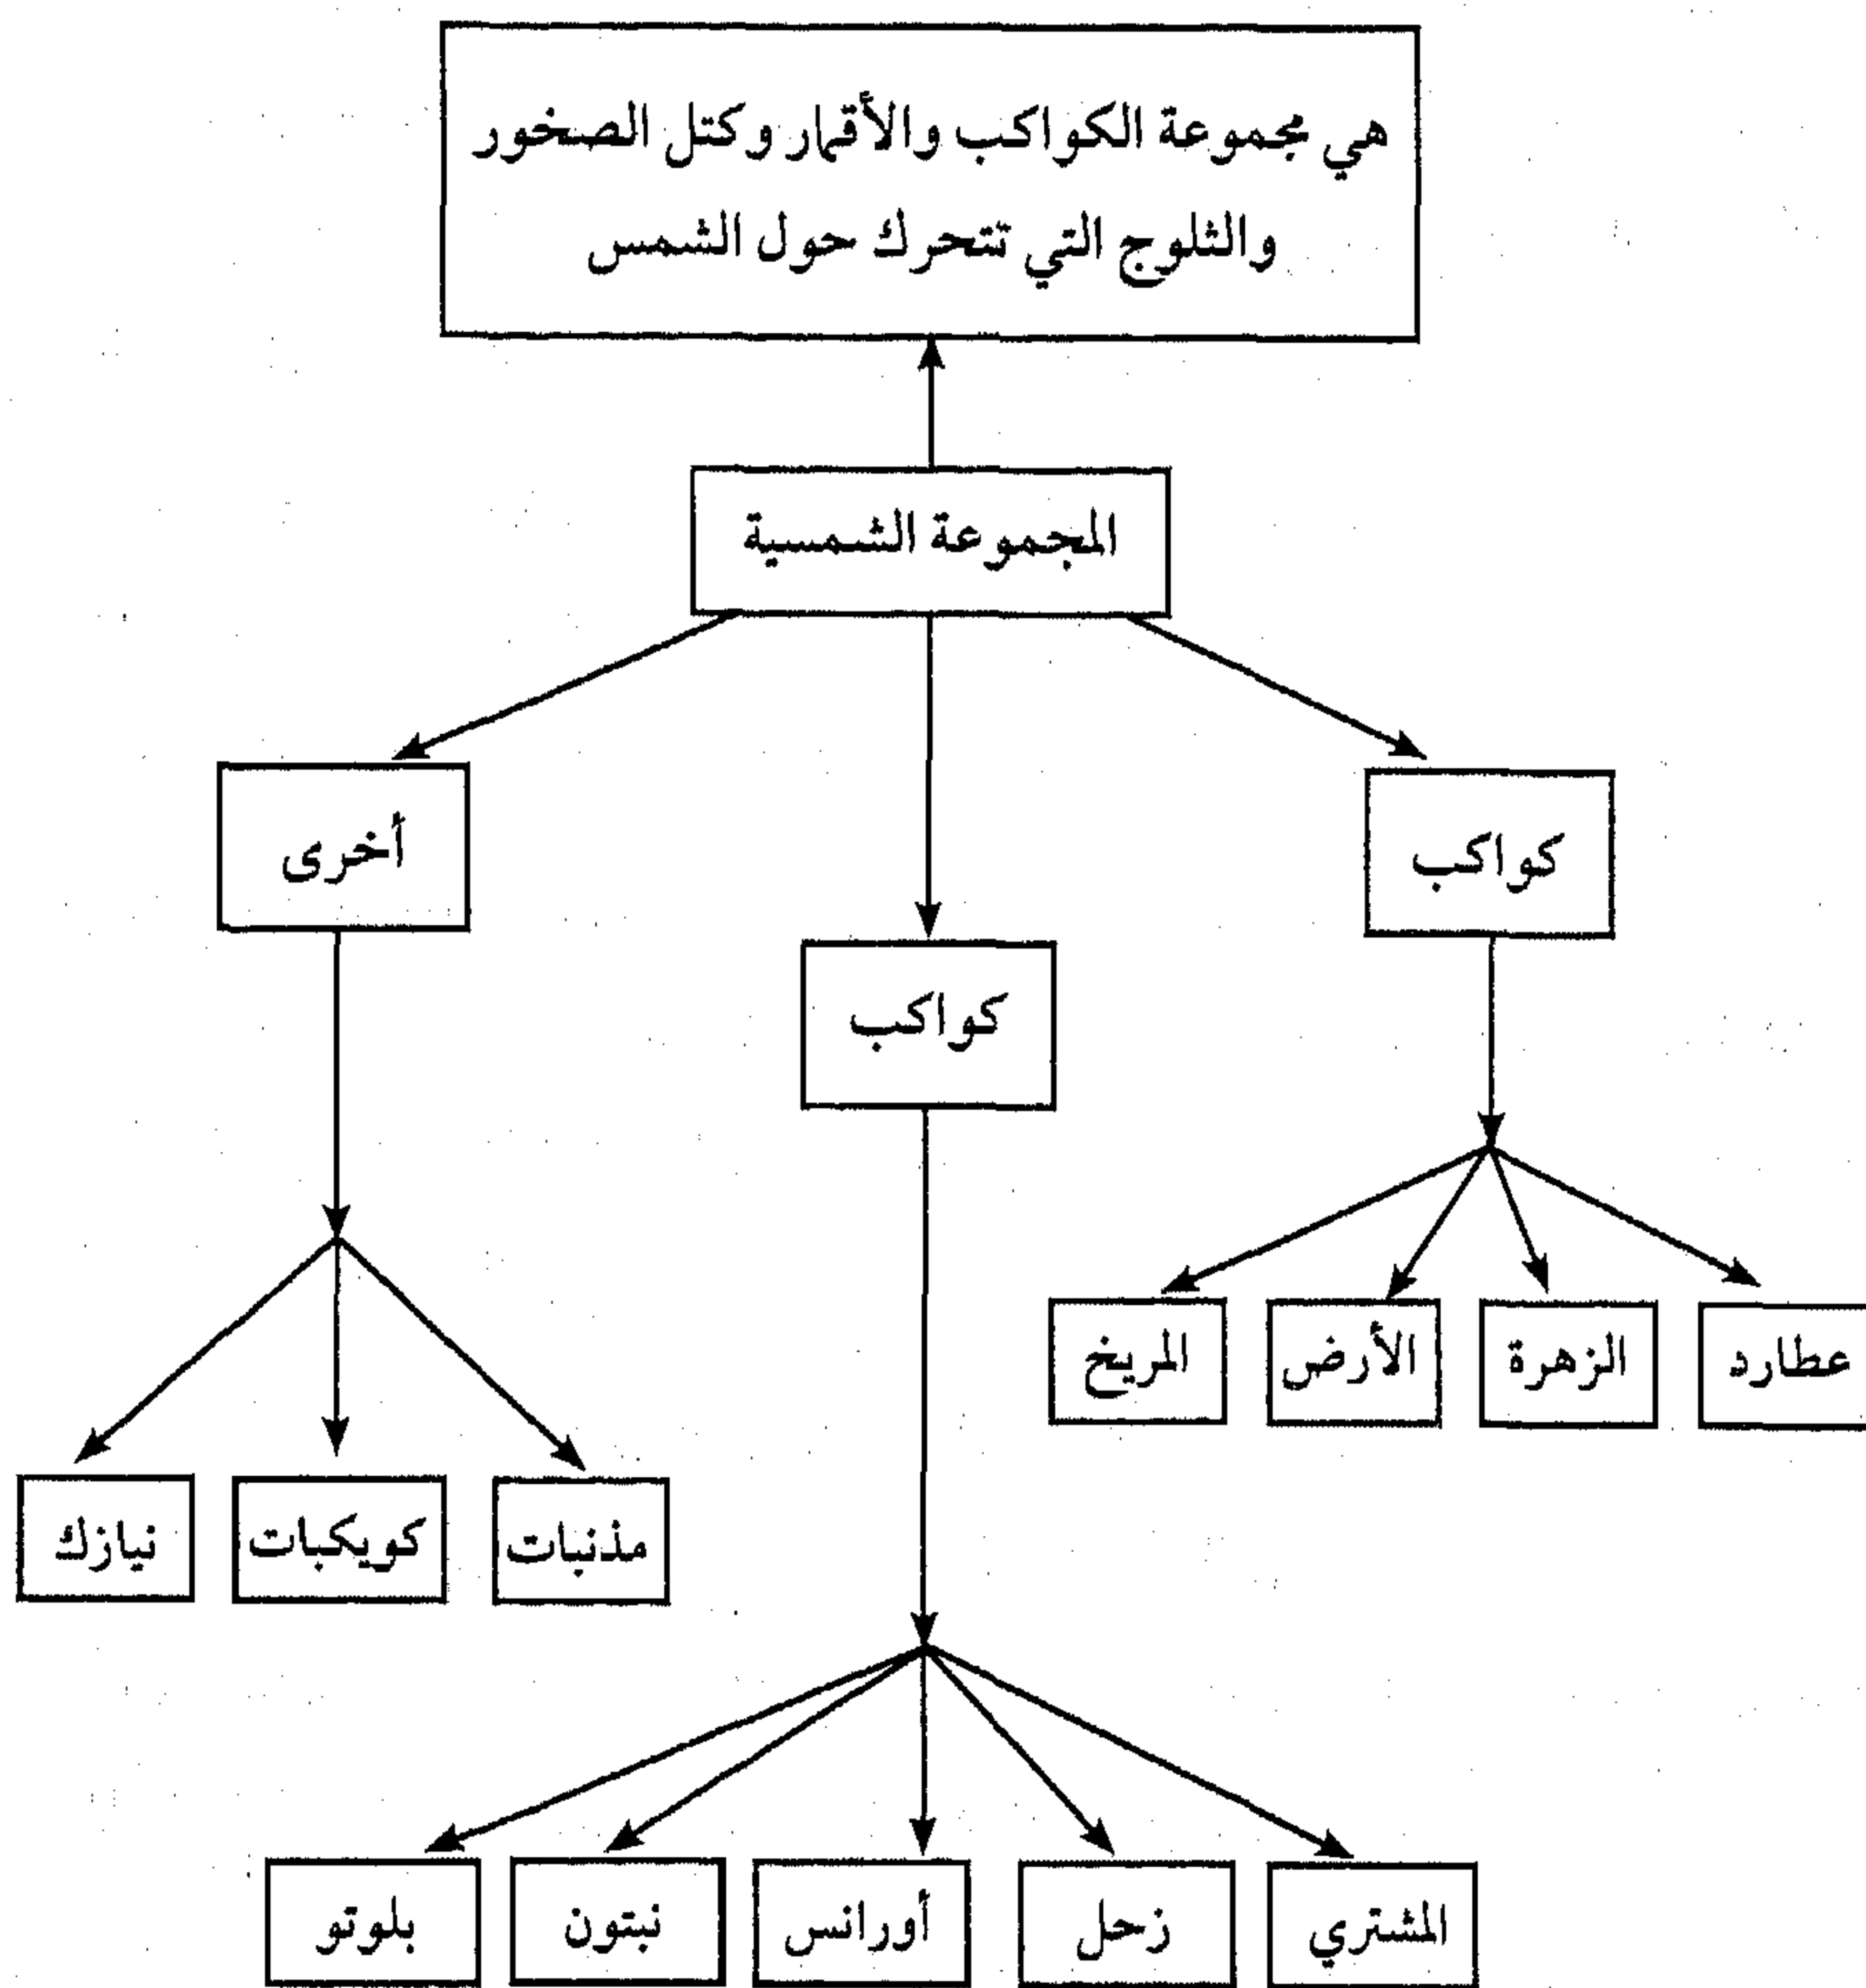 هي مجموعة الكواكب والأقمار وكتل الصخور
والثلوج التي تتحرك حول الشمس
المجموعة الشمسية
كواكب
كواكب
أخرى
عطارد
الزهرة
الأرض
المريخ
مذنبات
كويكبات
نيازك
المشتري
زحل
أورانس
نبتون
بلوتو